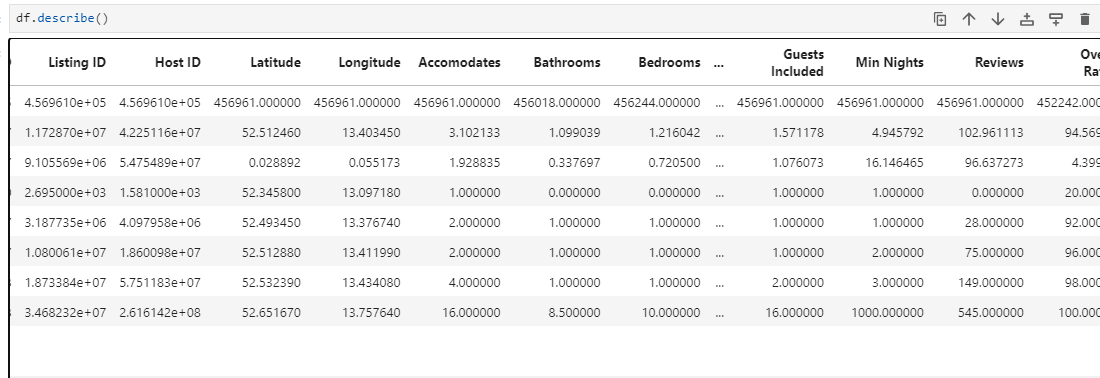 df.describe()
Listing ID Host ID Latitude Longitude Accomodates Bathrooms Bedrooms ... Guests Included Min Nights Reviews
4.569610e+05 4.569610e+05 456961.000000 456961.000000 456961.000000 456018.000000 456244.000000 ... 456961.000000 456961.000000 456961.000000 452242.00
1.172870e+07 4.225116e+07 52.512460 13.403450 3.102133 1.099039 1.216042 ... 1.571178 4.945792 102.961113 94.569
9.105569e+06 5.475489e+07 0.028892 0.055173 1.928835 0.337697 0.720500 ... 1.076073 16.146465 96.637273 4.399
2.695000e+03 1.581000e+03 52.345800 13.097180 1.000000 0.000000 0.000000 ... 1.000000 1.000000 0.000000 20.000
3.187735e+06 4.097958e+06 52.493450 13.376740 2.000000 1.000000 1.000000 ... 1.000000 1.000000 28.000000 92.000
1.080061e+07 1.860098e+07 52.512880 13.411990 2.000000 1.000000 1.000000 ... 1.000000 2.000000 75.000000 96.000
1.873384e+07 5.751183e+07 52.532390 13.434080 4.000000 1.000000 1.000000 ... 2.000000 3.000000 149.000000 98.000
3.468232e+07 2.616142e+08 52.651670 13.757640 16.000000 8.500000 10.000000 ... 16.000000 1000.000000 545.000000 100.000